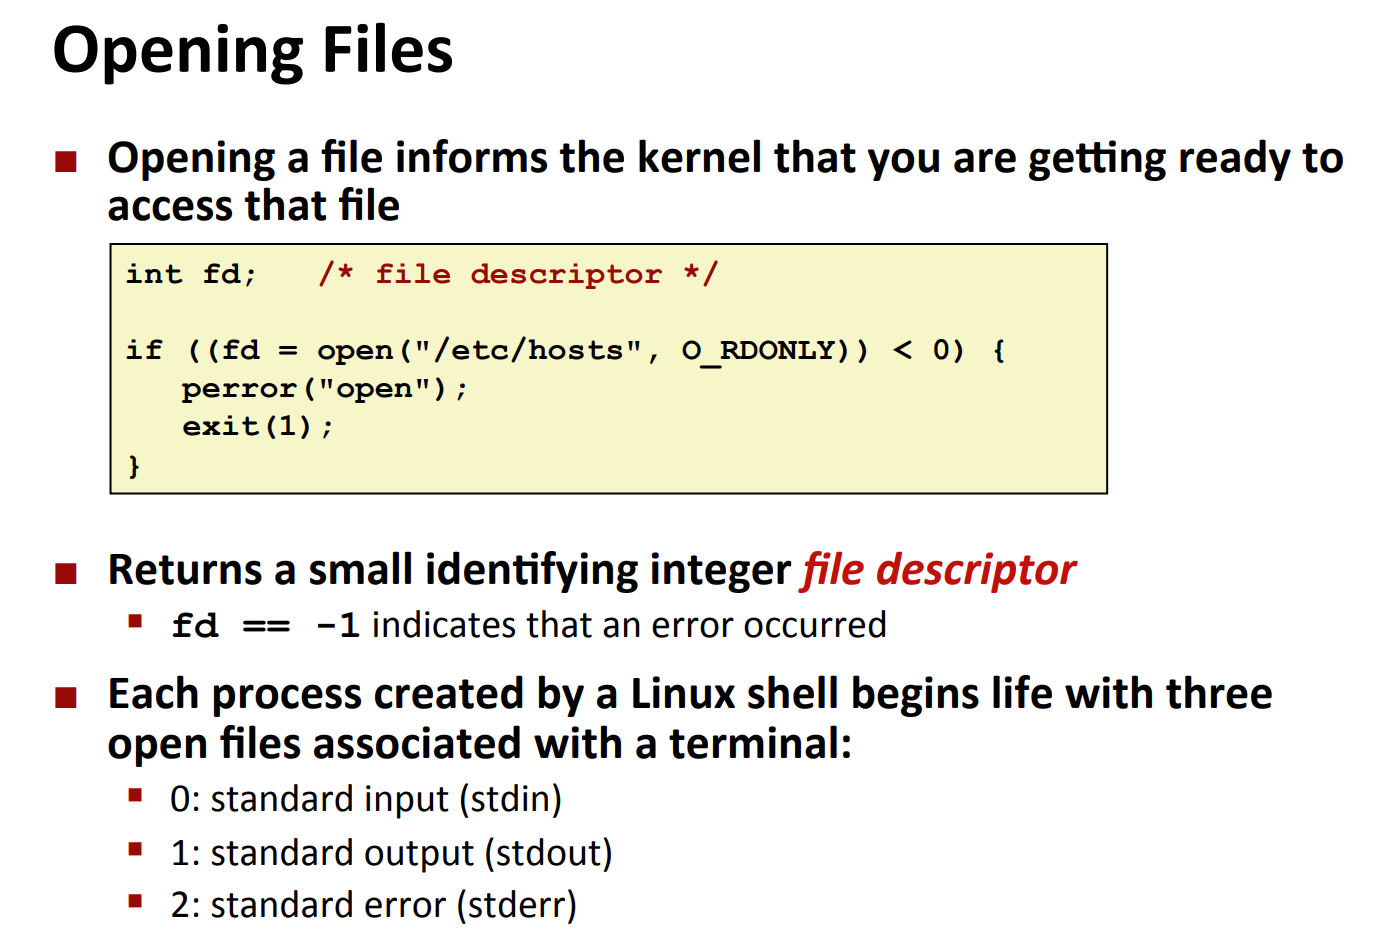 Opening Files
Opening a file informs the kernel that you are getting ready to
access that file
int fd;   /* file descriptor */
if ((fd = open("/etc/hosts", O_RDONLY)) < 0) {
   perror("open");
   exit(1);
}
Returns a small identifying integer file descriptor
fd == -1 indicates that an error occurred
Each process created by a Linux shell begins life with three
open files associated with a terminal:
0: standard input (stdin)
1: standard output (stdout)
2: standard error (stderr)